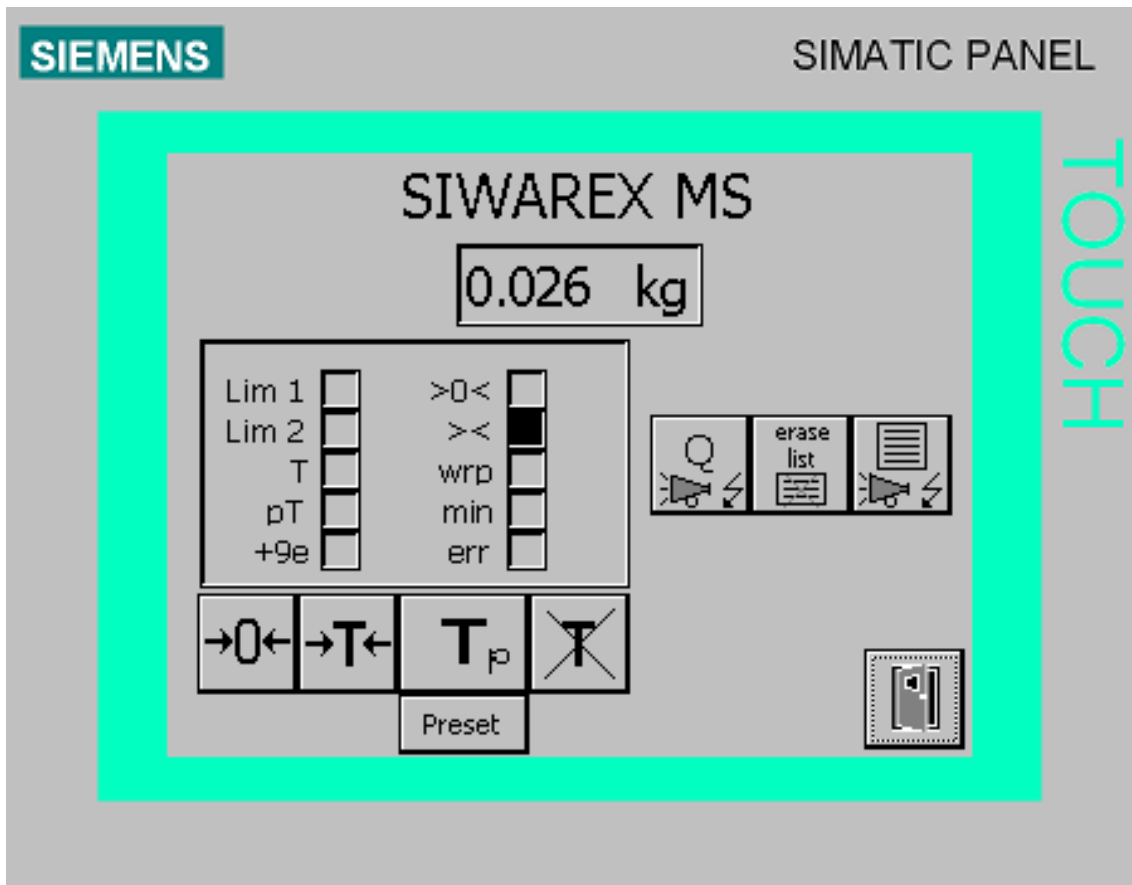 SIEMENS
SIMATIC PANEL
TOUCH
SIWAREX MS
0.026 kg
Lim 1 >0<
Lim 2 ><
T wrp
pT min
+9e err
Q
erase
list
→0← →T← Tp T
Preset